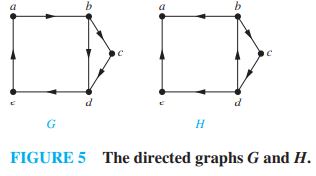 a b a b
c c
e d e d
G H
FIGURE 5 The directed graphs G and H.